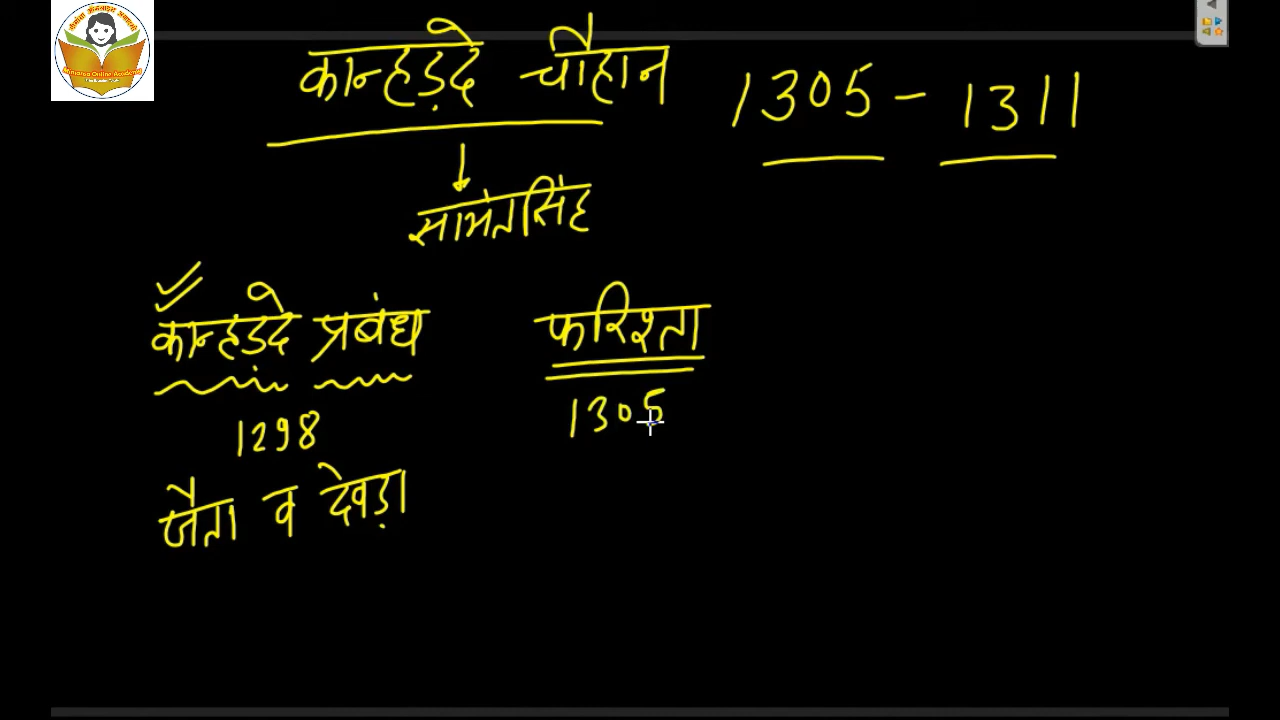 कान्हड़दे चौहान 1305 - 1311
सामंतसिंह
कान्हड़दे प्रबंध फरिश्ता
1298 1305
जैता व देवड़ा